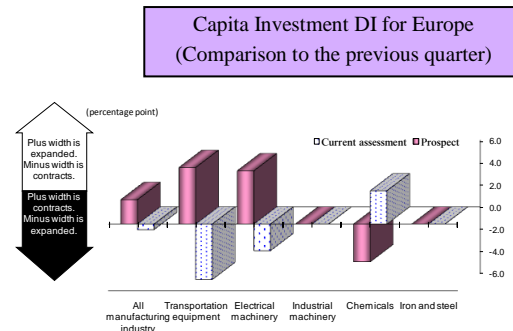 Capita Investment DI for Europe
(Comparison to the previous quarter)
(percentage point)
Plus width is
expanded.
Minus width is
contracts.
Plus width is
contracts.
Minus width is
expanded.
Current assessment
Prospect
6.0
4.0
2.0
0.0
-2.0
-4.0
-6.0
All
manufacturing
industry
Transportation
equipment
Electrical
machinery
Industrial
machinery
Chemicals
Iron and steel